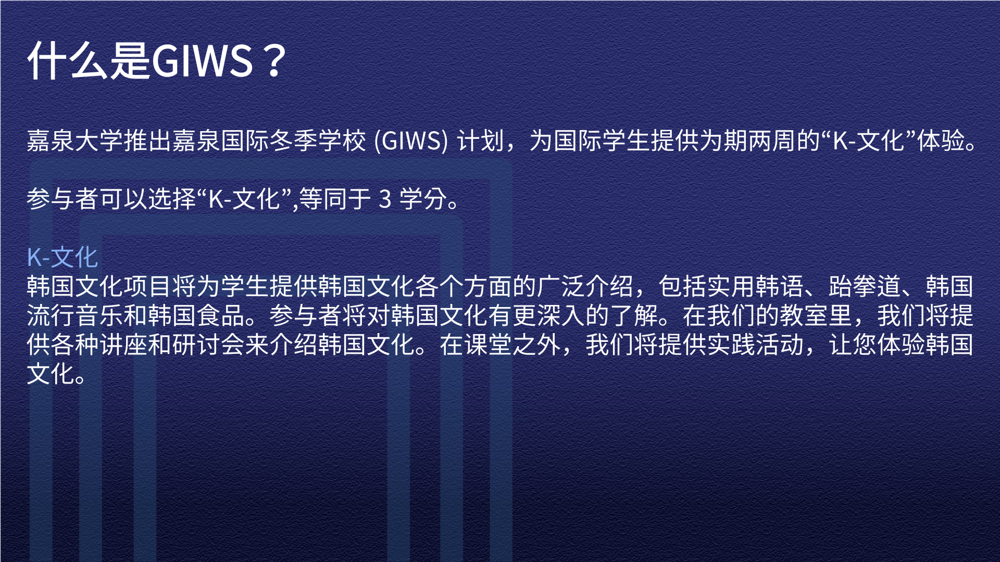 什么是GIWS？
嘉泉大学推出嘉泉国际冬季学校 (GIWS) 计划，为国际学生提供为期两周的“K-文化”体验。
参与者可以选择“K-文化”,等同于 3 学分。
K-文化
韩国文化项目将为学生提供韩国文化各个方面的广泛介绍，包括实用韩语、跆拳道、韩国
流行音乐和韩国食品。参与者将对韩国文化有更深入的了解。在我们的教室里，我们将提
供各种讲座和研讨会来介绍韩国文化。在课堂之外，我们将提供实践活动，让您体验韩国
文化。